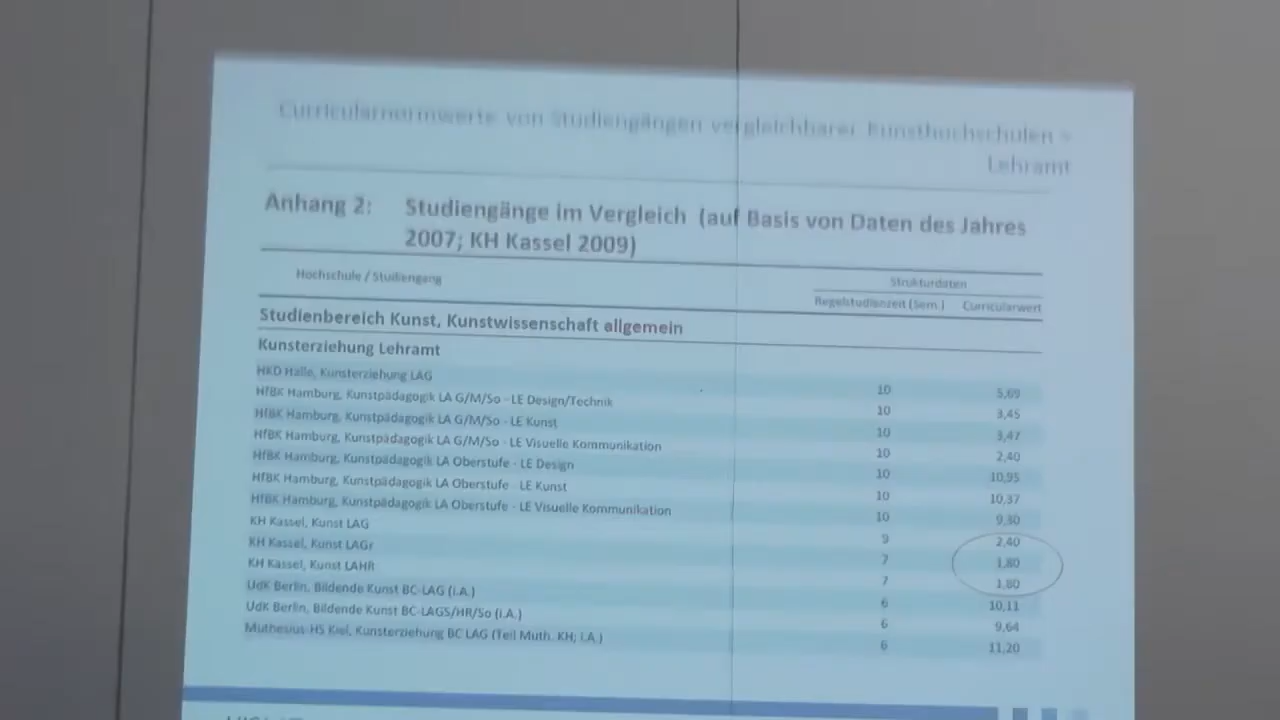 Curricularnormwerte von Studiengängen vergleichbarer Kunsthochschulen -
Lehramt
Anhang 2: Studiengänge im Vergleich (auf Basis von Daten des Jahres
2007; KH Kassel 2009)
Hochschule / Studiengang Strukturdaten
Regelstudienzeit (Sem.) Curricularwert
Studienbereich Kunst, Kunstwissenschaft allgemein
Kunsterziehung Lehramt
HKD Halle, Kunsterziehung LAG 10 5,69
HfBK Hamburg, Kunstpädagogik LA G/M/So - LE Design/Technik 10 3,45
HfBK Hamburg, Kunstpädagogik LA G/M/So - LE Kunst 10 3,47
HfBK Hamburg, Kunstpädagogik LA G/M/So - LE Visuelle Kommunikation 10 2,40
HfBK Hamburg, Kunstpädagogik LA Oberstufe - LE Design 10 10,95
HfBK Hamburg, Kunstpädagogik LA Oberstufe - LE Kunst 10 10,37
HfBK Hamburg, Kunstpädagogik LA Oberstufe - LE Visuelle Kommunikation 10 9,30
KH Kassel, Kunst LAG 9 2,40
KH Kassel, Kunst LAGr 7 1,80
KH Kassel, Kunst LAHR 7 1,80
UdK Berlin, Bildende Kunst BC-LAG (i.A.) 6 10,11
UdK Berlin, Bildende Kunst BC-LAGS/HR/So (i.A.) 6 9,64
Muthesius-HS Kiel, Kunsterziehung BC LAG (Teil Muth. KH; i.A.) 6 11,20